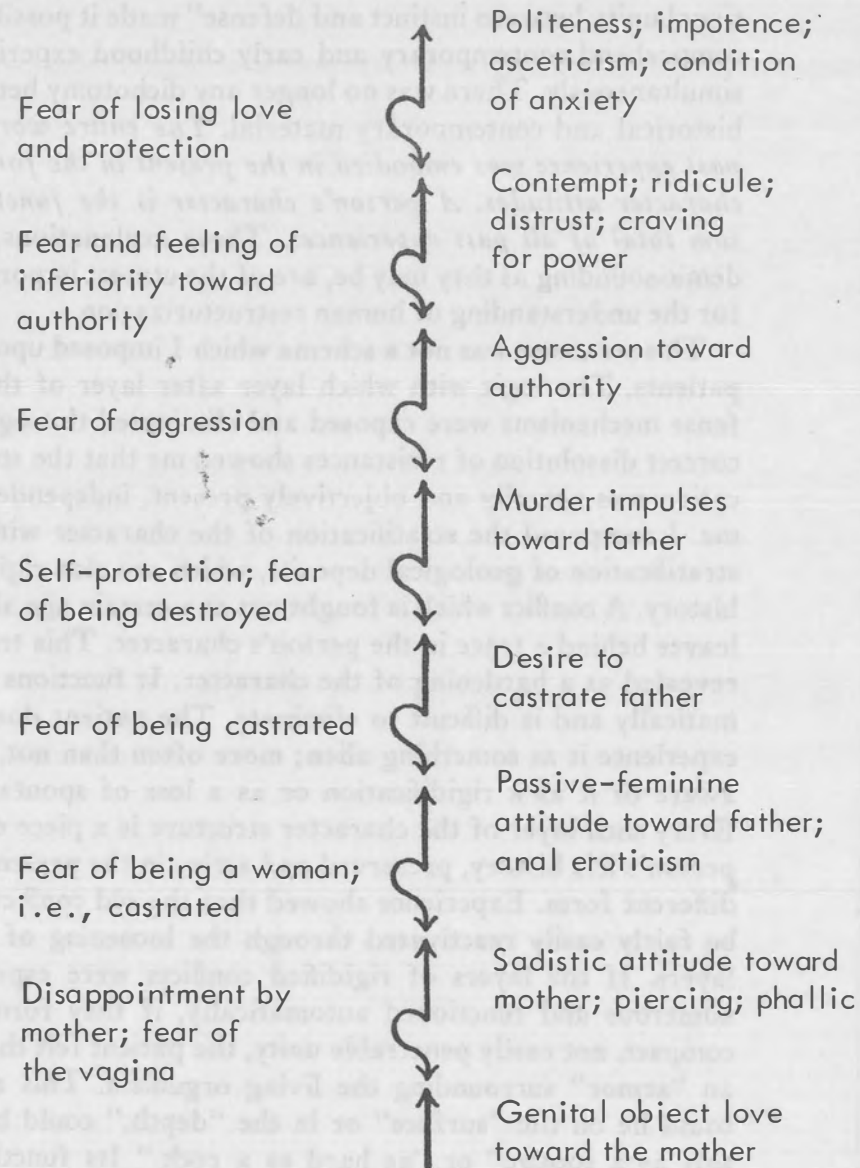 Politeness; impotence;
asceticism; condition
of anxiety
Fear of losing love
and protection
Contempt; ridicule;
distrust; craving
for power
Fear and feeling of
inferiority toward
authority
Aggression toward
authority
Fear of aggression
Murder impulses
toward father
Self-protection; fear
of being destroyed
Desire to
castrate father
Fear of being castrated
Passive-feminine
attitude toward father;
anal eroticism
Fear of being a woman;
i.e., castrated
Sadistic attitude toward
mother; piercing; phallic
Disappointment by
mother; fear of
the vagina
Genital object love
toward the mother